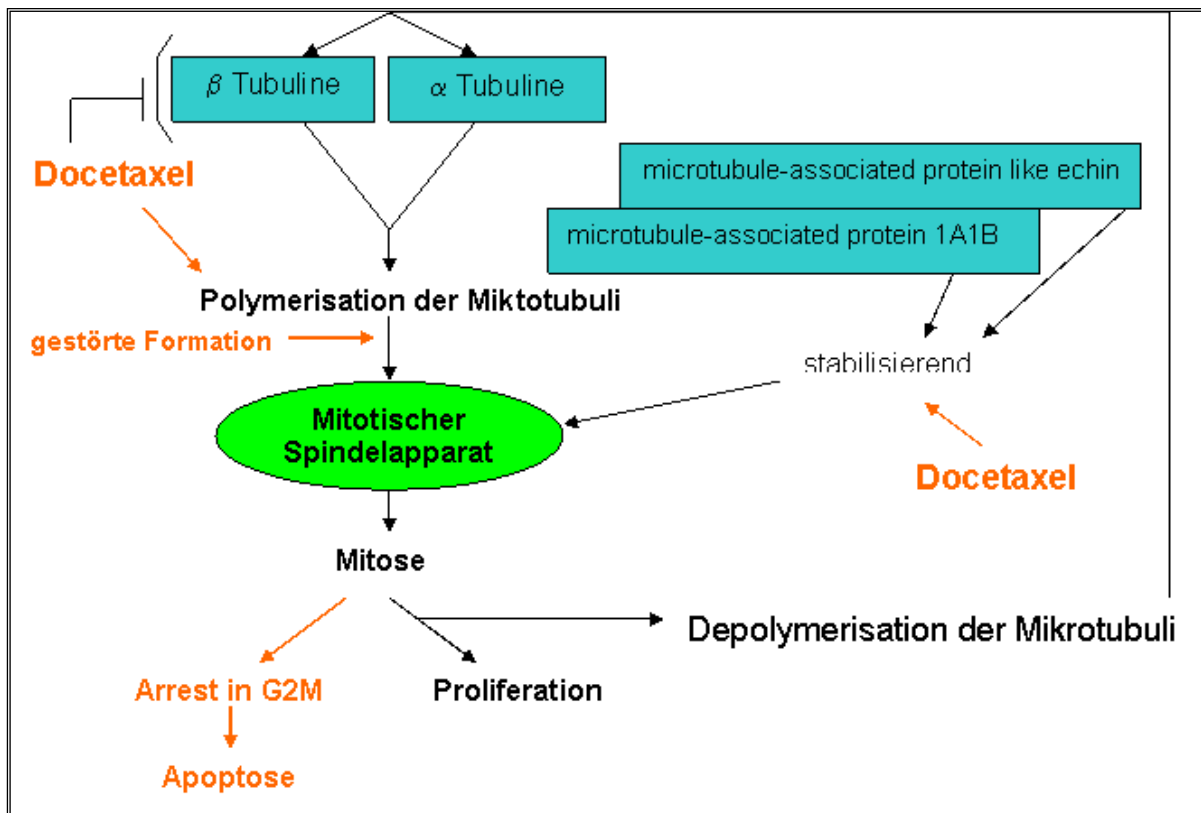 β Tubuline
α Tubuline
Docetaxel
microtubule-associated protein like echin
microtubule-associated protein 1A1B
Polymerisation der Miktotubuli
gestörte Formation
stabilisierend
Mitotischer
Spindelapparat
Docetaxel
Mitose
Depolymerisation der Mikrotubuli
Arrest in G2M
Proliferation
Apoptose